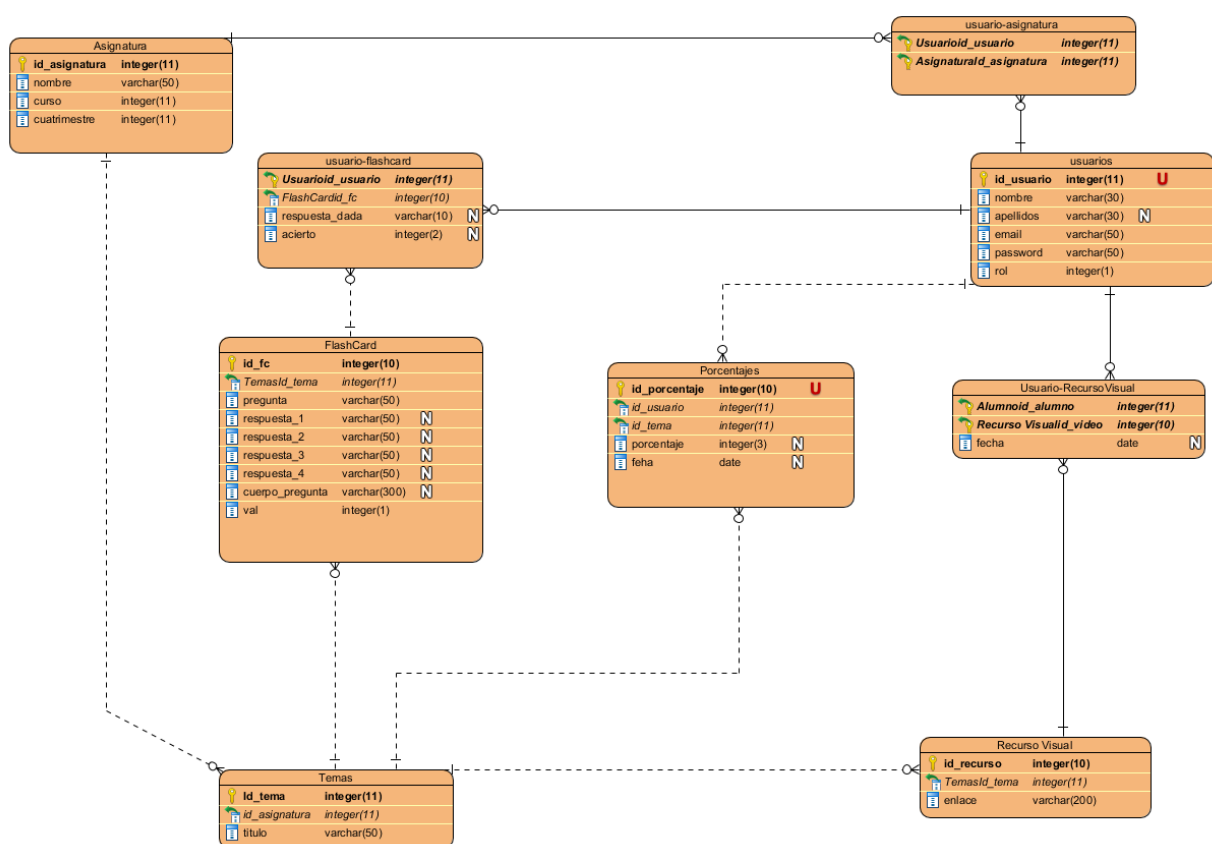 usuario-asignatura
Usuarioid_usuario integer(11)
AsignaturaId_asignatura integer(11)
Asignatura
id_asignatura integer(11)
nombre varchar(50)
curso integer(11)
cuatrimestre integer(11)
usuario-flashcard
Usuarioid_usuario integer(11)
FlashCardid_fc integer(10)
respuesta_dada varchar(10) N
acierto integer(2) N
usuarios
id_usuario integer(11) U
nombre varchar(30)
apellidos varchar(30) N
email varchar(50)
password varchar(50)
rol integer(1)
FlashCard
id_fc integer(10)
TemasId_tema integer(11)
pregunta varchar(50)
respuesta_1 varchar(50) N
respuesta_2 varchar(50) N
respuesta_3 varchar(50) N
respuesta_4 varchar(50) N
cuerpo_pregunta varchar(300) N
val integer(1)
Porcentajes
id_porcentaje integer(10) U
id_usuario integer(11)
id_tema integer(11)
porcentaje integer(3) N
feha date N
Usuario-RecursoVisual
Alumnoid_alumno integer(11)
Recurso Visualid_video integer(10)
fecha date N
Temas
Id_tema integer(11)
id_asignatura integer(11)
titulo varchar(50)
Recurso Visual
id_recurso integer(10)
TemasId_tema integer(11)
enlace varchar(200)